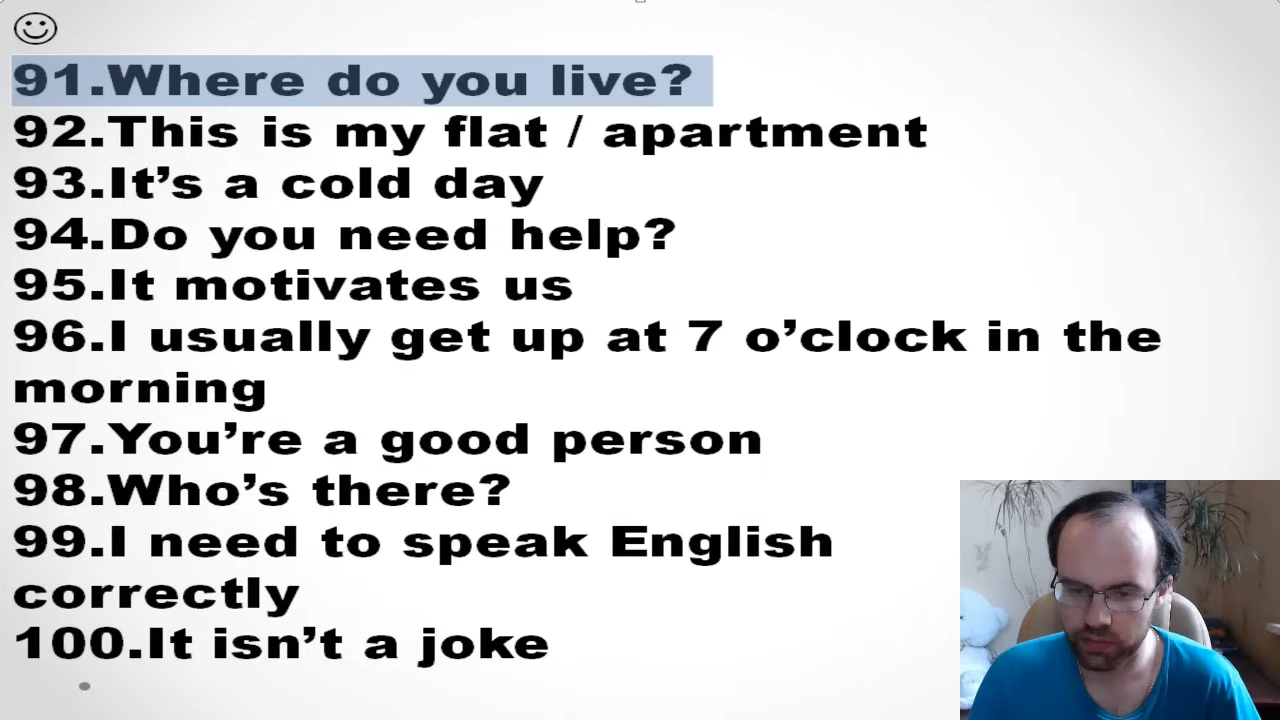 91.Where do you live?
92.This is my flat / apartment
93.It’s a cold day
94.Do you need help?
95.It motivates us
96.I usually get up at 7 o’clock in the
morning
97.You’re a good person
98.Who’s there?
99.I need to speak English
correctly
100.It isn’t a joke